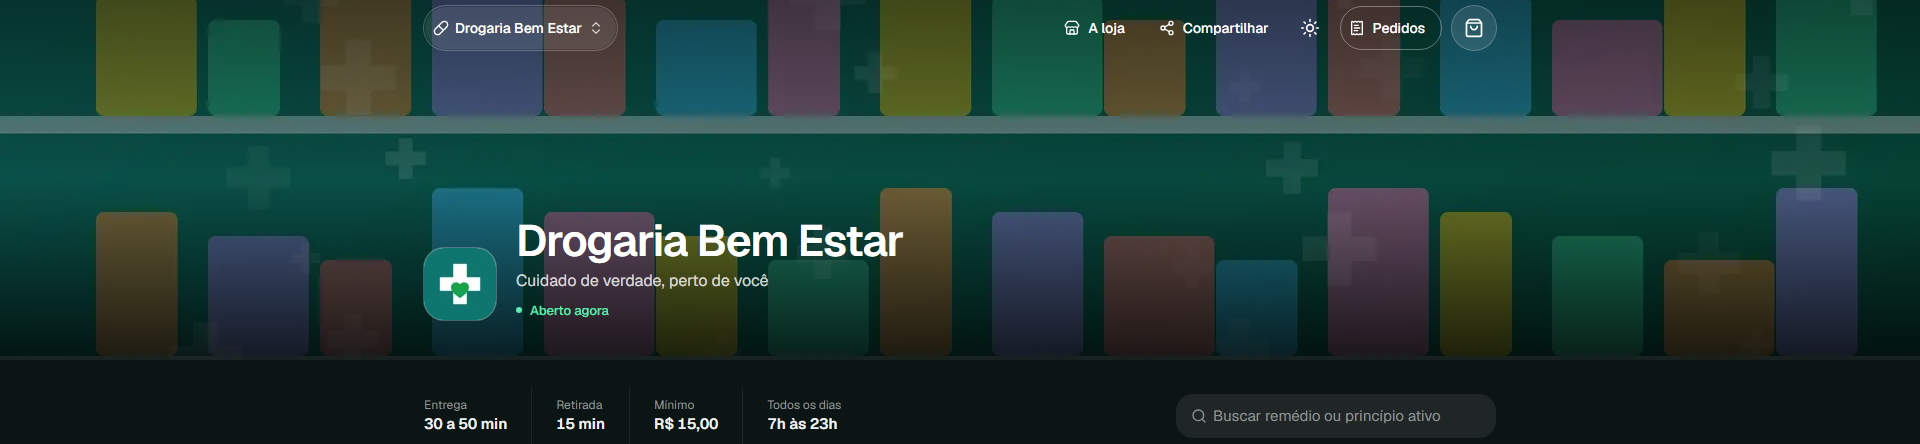 Drogaria Bem Estar
A loja
Compartilhar
Pedidos
Drogaria Bem Estar
Cuidado de verdade, perto de você
Aberto agora
Entrega
30 a 50 min
Retirada
15 min
Mínimo
R$ 15,00
Todos os dias
7h às 23h
Buscar remédio ou princípio ativo